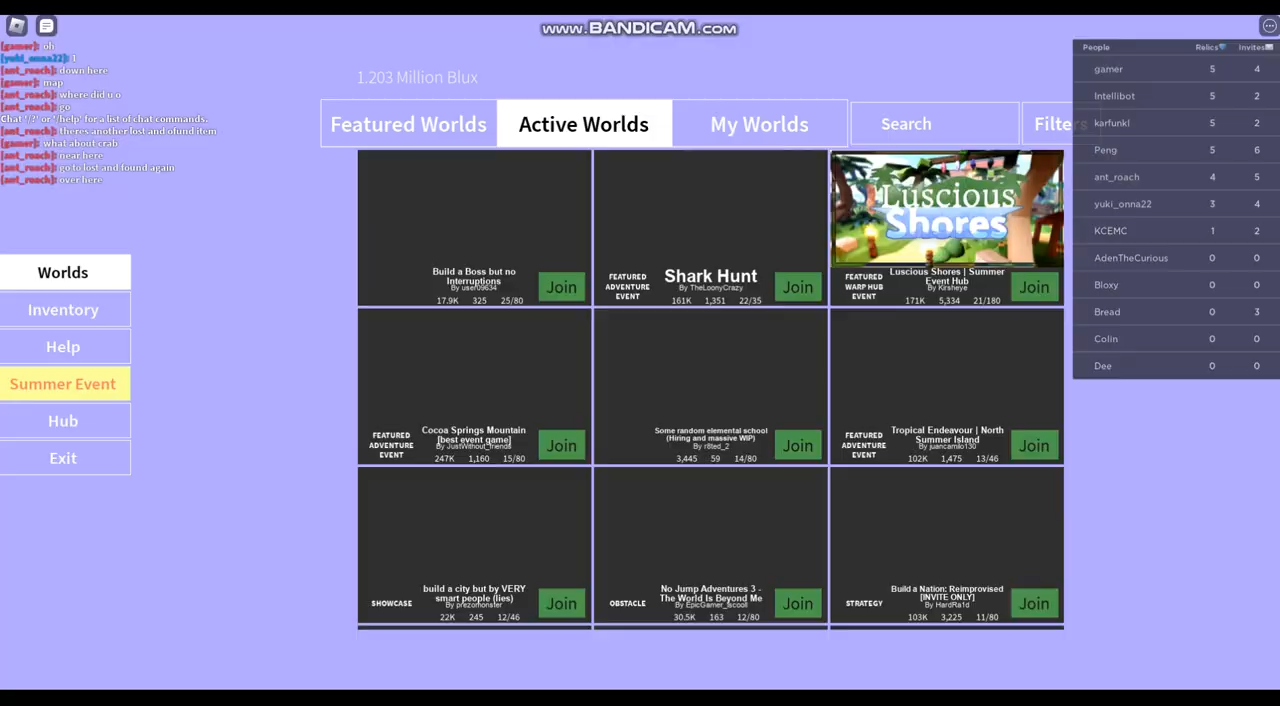 www.BANDICAM.com
[gamer]: oh
[yuki_onna22]: 1
[ant_roach]: down here
[gamer]: map
[ant_roach]: where did u o
[ant_roach]: go
Chat '/?' or '/help' for a list of chat commands.
[ant_roach]: theres another lost and ofund item
[gamer]: what about crab
[ant_roach]: near here
[ant_roach]: go to lost and found again
[ant_roach]: over here
1.203 Million Blux
Featured Worlds
Active Worlds
My Worlds
Search
Filters
Worlds
Inventory
Help
Summer Event
Hub
Exit
Build a Boss but no
Interruptions
By user09634
17.9K 325 25/80
Join
FEATURED
ADVENTURE
EVENT
Shark Hunt
By TheLoonyCrazy
161K 1,351 22/35
Join
Luscious
Shores
FEATURED
WARP HUB
EVENT
Luscious Shores | Summer
Event Hub
By Kirsheye
171K 5,334 21/180
Join
FEATURED
ADVENTURE
EVENT
Cocoa Springs Mountain
[best event game]
By JustWithout_friends
247K 1,160 15/80
Join
Some random elemental school
(Hiring and massive WIP)
By r8ted_2
3,445 59 14/80
Join
FEATURED
ADVENTURE
EVENT
Tropical Endeavour | North
Summer Island
By juancamilo130
102K 1,475 13/46
Join
SHOWCASE
build a city but by VERY
smart people (lies)
By prezomonster
22K 245 12/46
Join
OBSTACLE
No Jump Adventures 3 -
The World Is Beyond Me
By EpicGamer_iscooll
30.5K 163 12/80
Join
STRATEGY
Build a Nation: Reimprovised
[INVITE ONLY]
By HardRa1d
103K 3,225 11/80
Join
People Relics Invites
gamer 5 4
Intellibot 5 2
karfunkl 5 2
Peng 5 6
ant_roach 4 5
yuki_onna22 3 4
KCEMC 1 2
AdenTheCurious 0 0
Bloxy 0 0
Bread 0 3
Colin 0 0
Dee 0 0